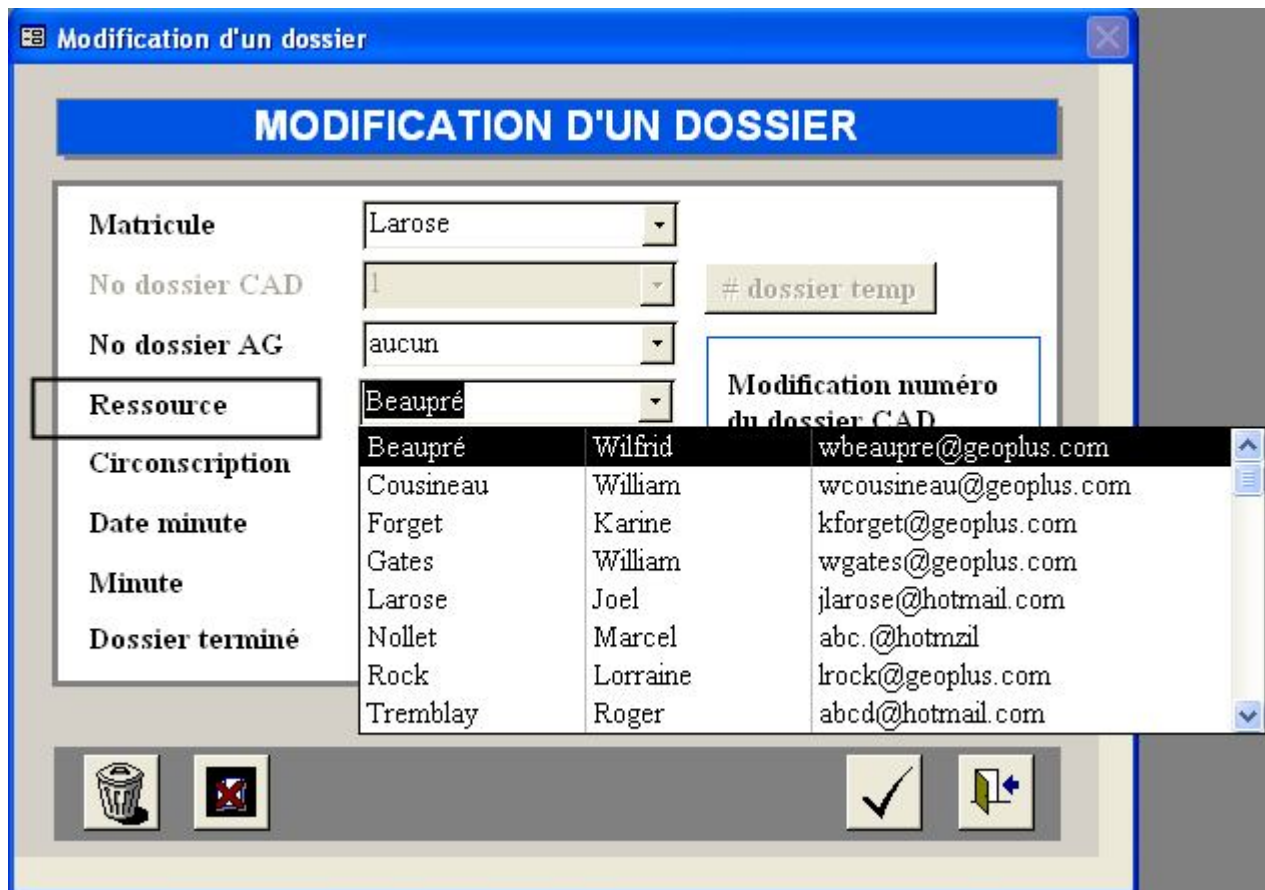 Modification d'un dossier
MODIFICATION D'UN DOSSIER
Matricule Larose
No dossier CAD 1 # dossier temp
No dossier AG aucun
Ressource Beaupré
Modification numéro
du dossier CAD
Circonscription
Date minute
Minute
Dossier terminé
Beaupré Wilfrid wbeaupre@geoplus.com
Cousineau William wcousineau@geoplus.com
Forget Karine kforget@geoplus.com
Gates William wgates@geoplus.com
Larose Joel jlarose@hotmail.com
Nollet Marcel abc.@hotmzil
Rock Lorraine lrock@geoplus.com
Tremblay Roger abcd@hotmail.com